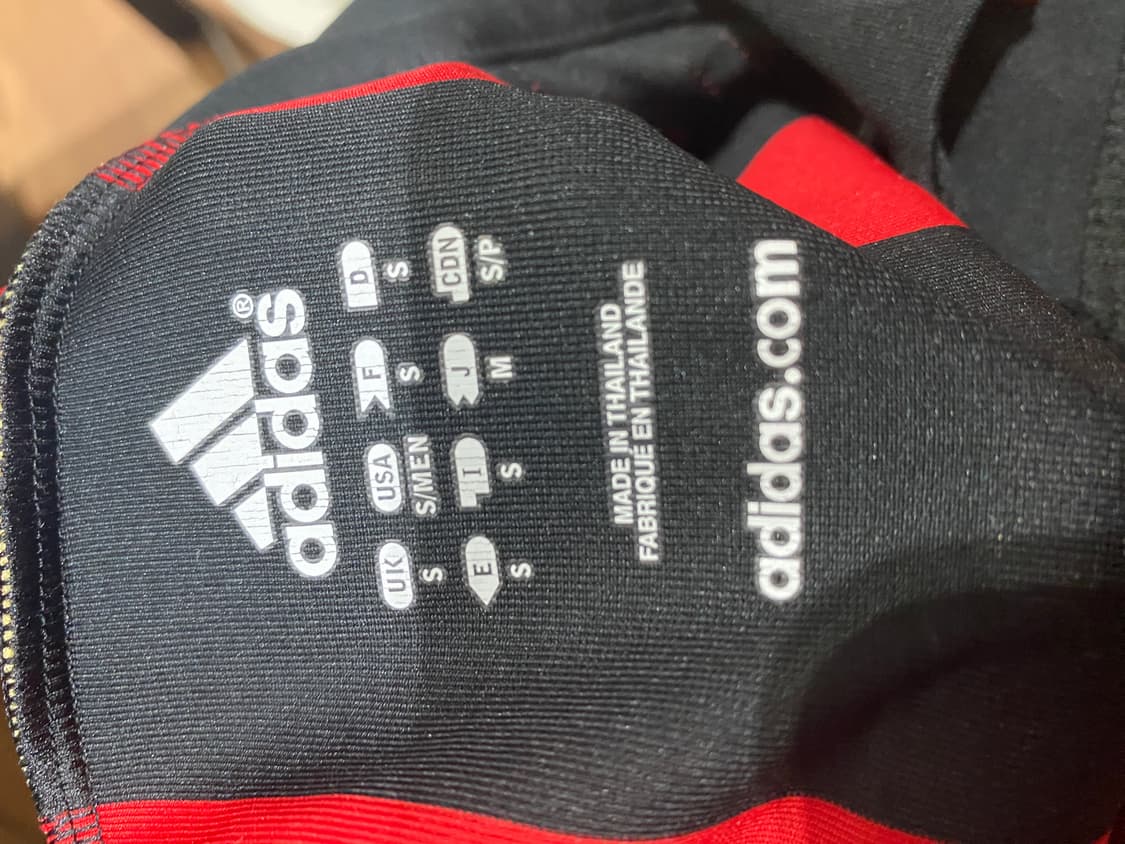 adidas®
UK USA F D
S S/MEN S S
E I J CDN
S S M S/P
MADE IN THAILAND
FABRIQUE EN THAILANDE
adidas.com